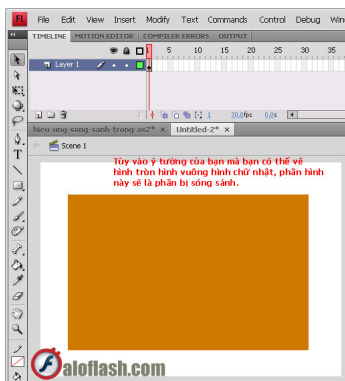 FL File Edit View Insert Modify Text Commands Control Debug Win
TIMELINE MOTION EDITOR COMPILER ERRORS OUTPUT
5 10 15 20 25 30 35
Layer 1
1 30.0fps 0.0s
hieu-ung-song-sanh-trong-as2* × Untitled-2* ×
Scene 1
Tùy vào ý tưởng của bạn mà bạn có thể vẽ
hình tròn hình vuông hình chữ nhật, phần hình
này sẽ là phần bị sóng sánh.
T
aloflash.com